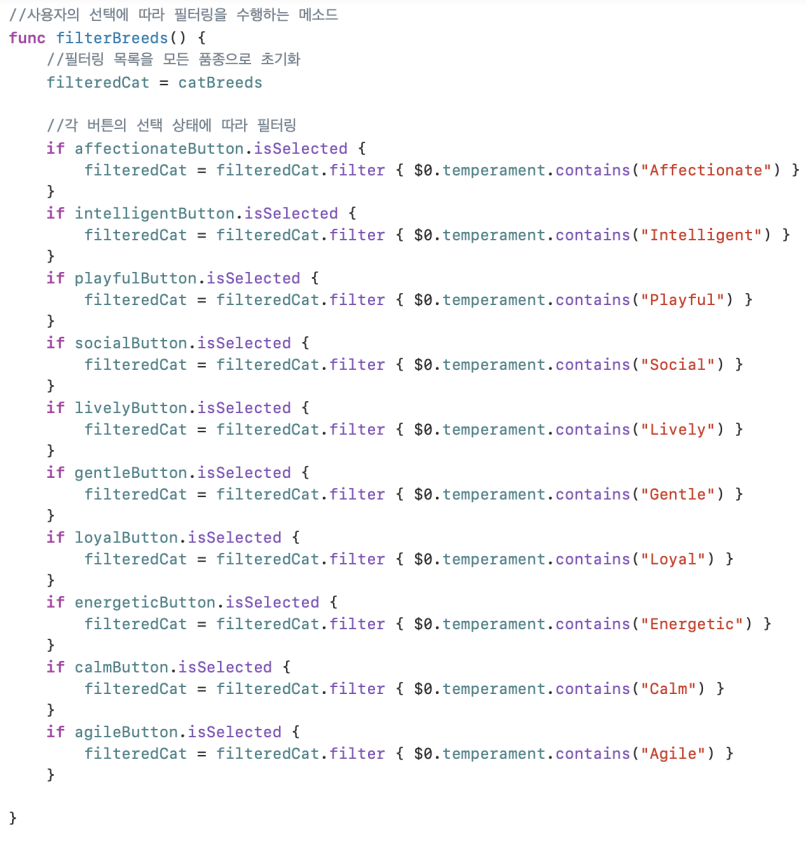 //사용자의 선택에 따라 필터링을 수행하는 메소드
func filterBreeds() {
    //필터링 목록을 모든 품종으로 초기화
    filteredCat = catBreeds

    //각 버튼의 선택 상태에 따라 필터링
    if affectionateButton.isSelected {
        filteredCat = filteredCat.filter { $0.temperament.contains("Affectionate") }
    }
    if intelligentButton.isSelected {
        filteredCat = filteredCat.filter { $0.temperament.contains("Intelligent") }
    }
    if playfulButton.isSelected {
        filteredCat = filteredCat.filter { $0.temperament.contains("Playful") }
    }
    if socialButton.isSelected {
        filteredCat = filteredCat.filter { $0.temperament.contains("Social") }
    }
    if livelyButton.isSelected {
        filteredCat = filteredCat.filter { $0.temperament.contains("Lively") }
    }
    if gentleButton.isSelected {
        filteredCat = filteredCat.filter { $0.temperament.contains("Gentle") }
    }
    if loyalButton.isSelected {
        filteredCat = filteredCat.filter { $0.temperament.contains("Loyal") }
    }
    if energeticButton.isSelected {
        filteredCat = filteredCat.filter { $0.temperament.contains("Energetic") }
    }
    if calmButton.isSelected {
        filteredCat = filteredCat.filter { $0.temperament.contains("Calm") }
    }
    if agileButton.isSelected {
        filteredCat = filteredCat.filter { $0.temperament.contains("Agile") }
    }

}